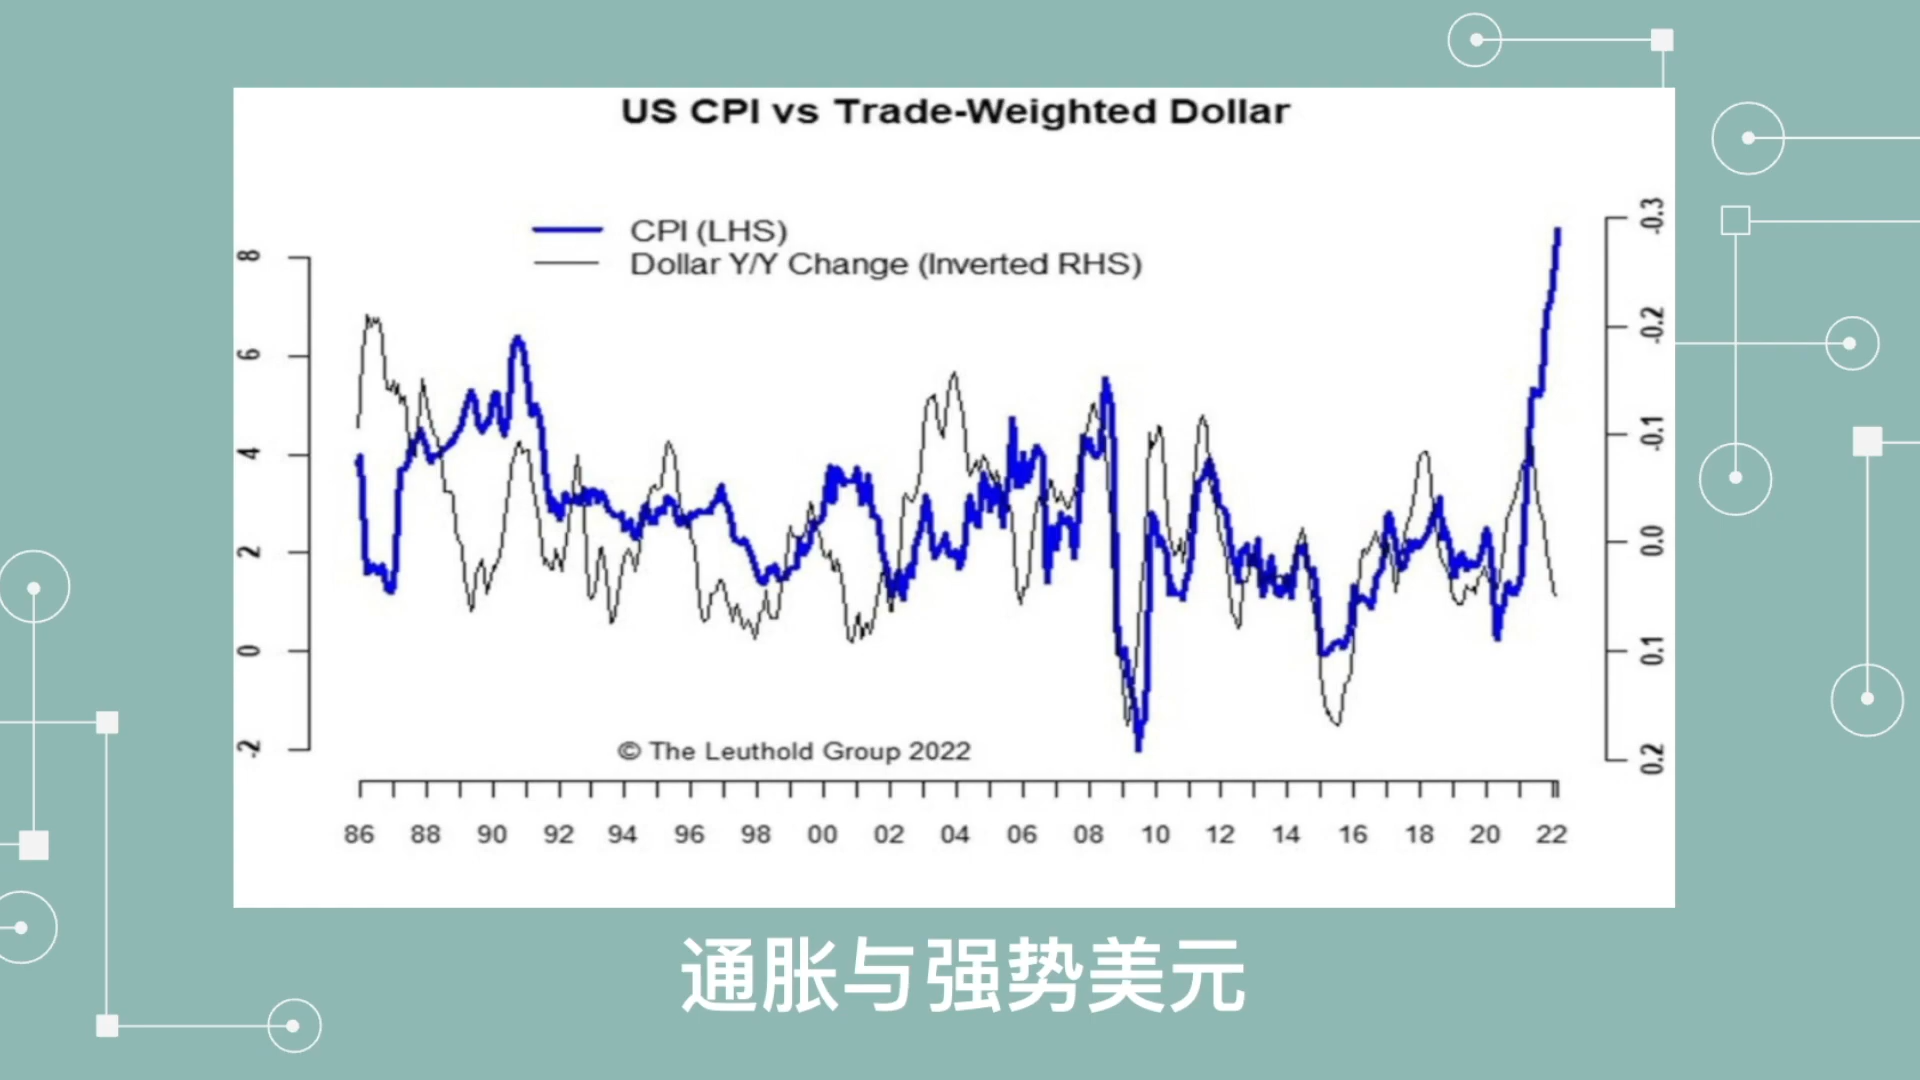 US CPI vs Trade-Weighted Dollar
CPI (LHS)
Dollar Y/Y Change (Inverted RHS)
8
6
4
2
0
-2
-0.3
-0.2
-0.1
0.0
0.1
0.2
© The Leuthold Group 2022
86 88 90 92 94 96 98 00 02 04 06 08 10 12 14 16 18 20 22
通胀与强势美元